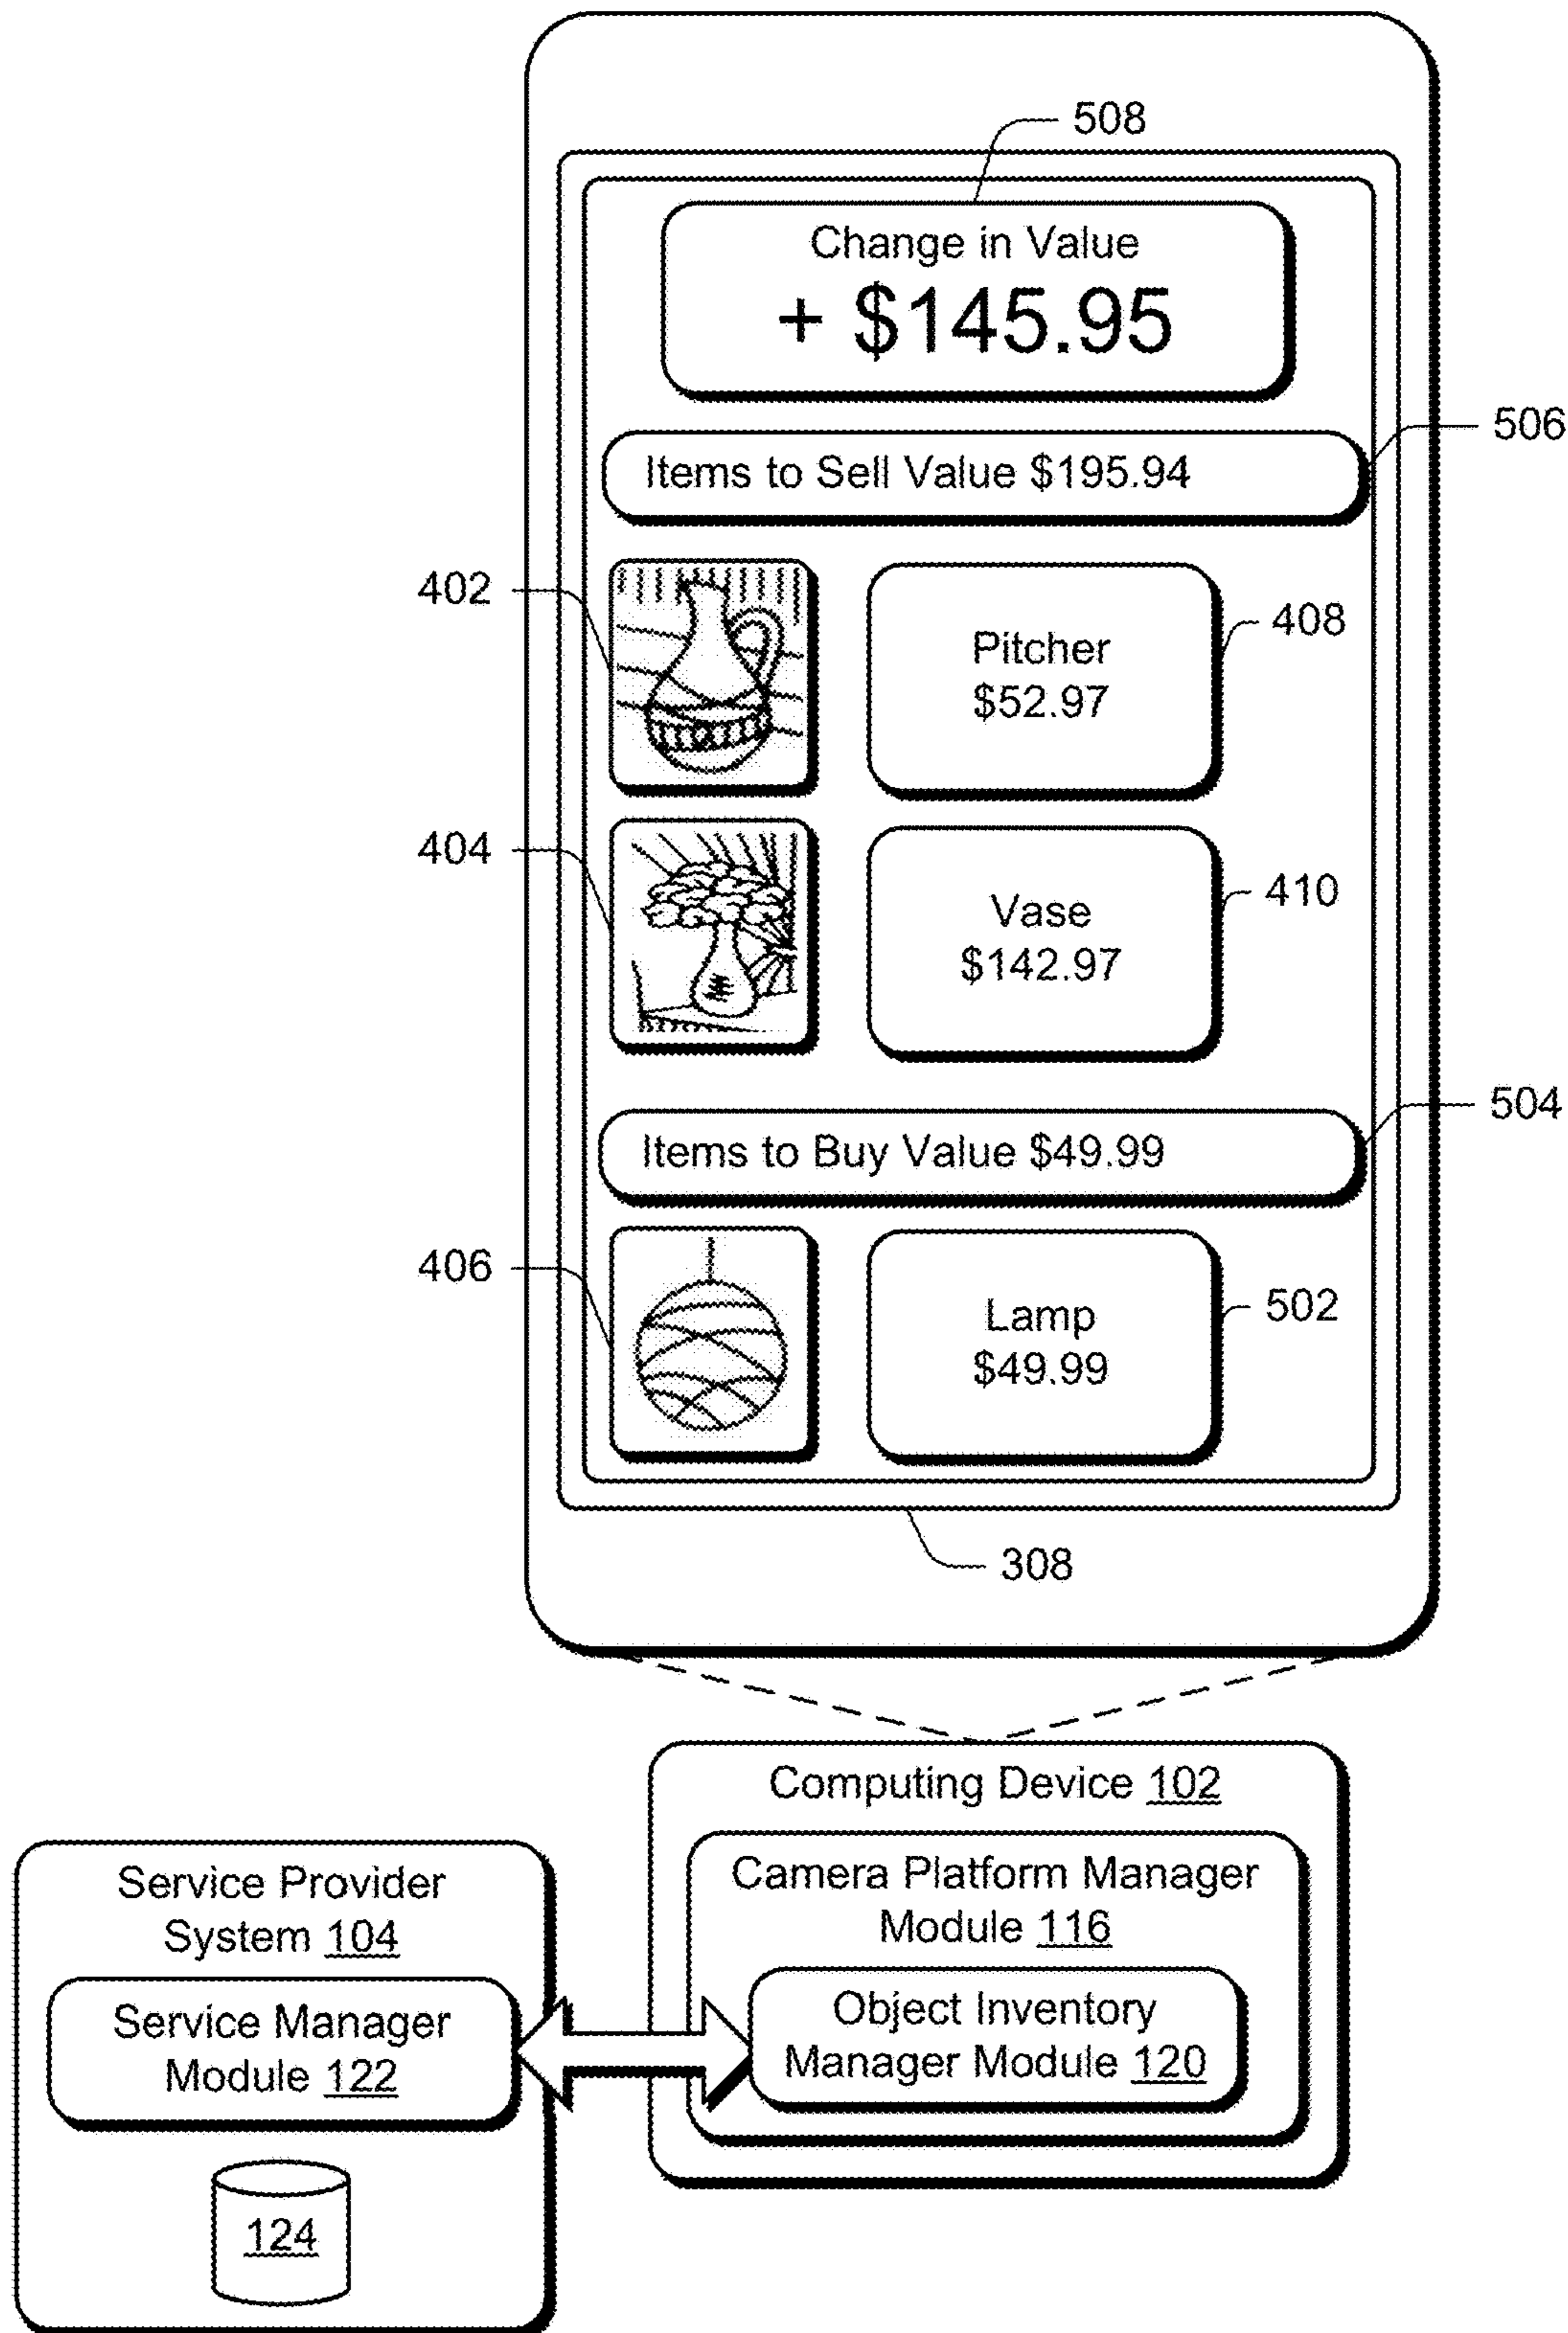 508
Change in Value
+ $145.95
506
Items to Sell Value $195.94
402
Pitcher
$52.97
408
404
Vase
$142.97
410
504
Items to Buy Value $49.99
406
Lamp
$49.99
502
308
Computing Device 102
Camera Platform Manager
Module 116
Object Inventory
Manager Module 120
Service Provider
System 104
Service Manager
Module 122
124